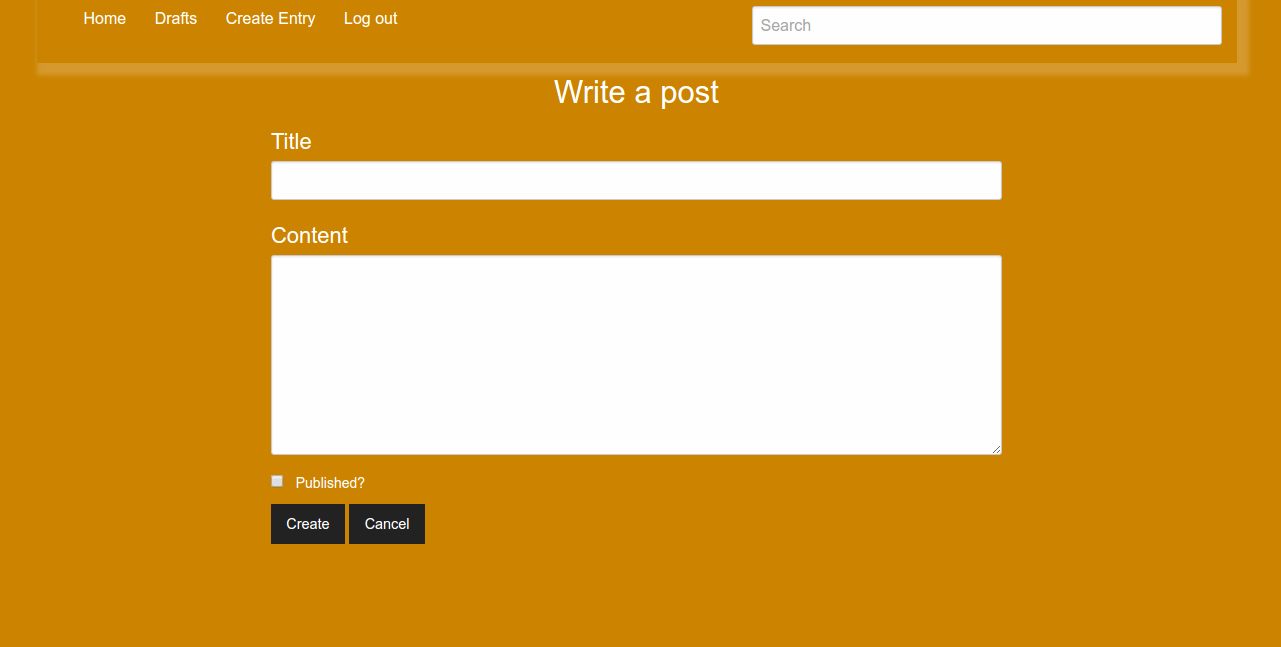 Home Drafts Create Entry Log out Search
Write a post
Title
Content
Published?
Create Cancel